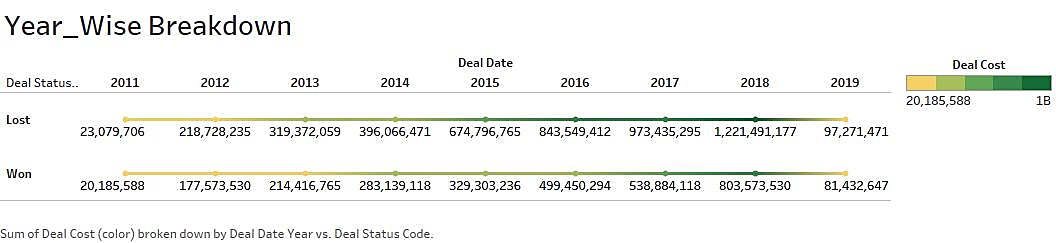 Year_Wise Breakdown
Deal Date
Deal Status.. 2011 2012 2013 2014 2015 2016 2017 2018 2019
Lost
23,079,706 218,728,235 319,372,059 396,066,471 674,796,765 843,549,412 973,435,295 1,221,491,177 97,271,471
Won
20,185,588 177,573,530 214,416,765 283,139,118 329,303,236 499,450,294 538,884,118 803,573,530 81,432,647
Deal Cost
20,185,588 1B
Sum of Deal Cost (color) broken down by Deal Date Year vs. Deal Status Code.